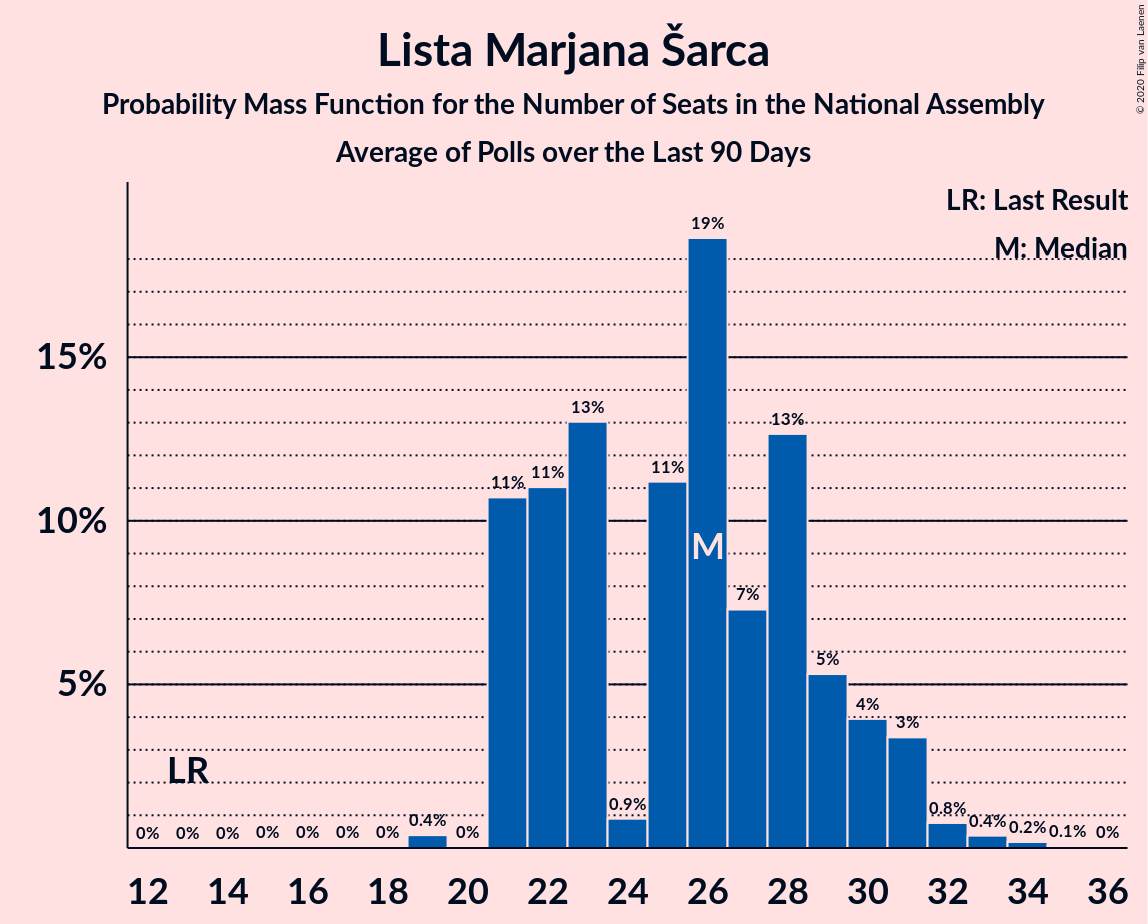 Lista Marjana Šarca
Probability Mass Function for the Number of Seats in the National Assembly
Average of Polls over the Last 90 Days
© 2020 Filip van Laenen
LR: Last Result
M: Median
15%
10%
5%
0% 0% 0% 0% 0% 0% 0% 0.4% 0% 11% 11% 13% 0.9% 11% 19% 7% 13% 5% 4% 3% 0.8% 0.4% 0.2% 0.1% 0%
LR
M
12 14 16 18 20 22 24 26 28 30 32 34 36